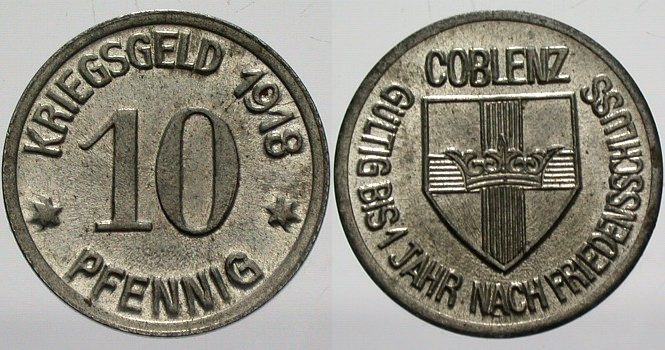 KRIEGSGELD 1918
10
PFENNIG
COBLENZ
GÜLTIG BIS 1 JAHR NACH FRIEDENSSCHLUSS